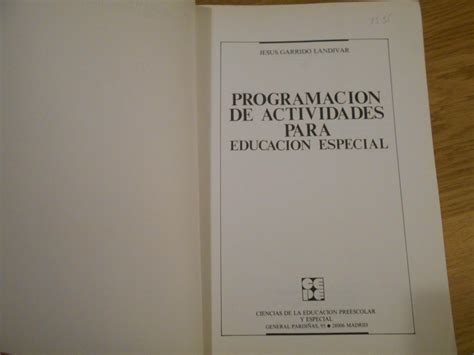 JESUS GARRIDO LANDIVAR
PROGRAMACION
DE ACTIVIDADES
PARA
EDUCACION ESPECIAL
CIENCIAS DE LA EDUCACION PREESCOLAR
Y ESPECIAL
GENERAL PARDIÑAS, 95 ● 28006 MADRID